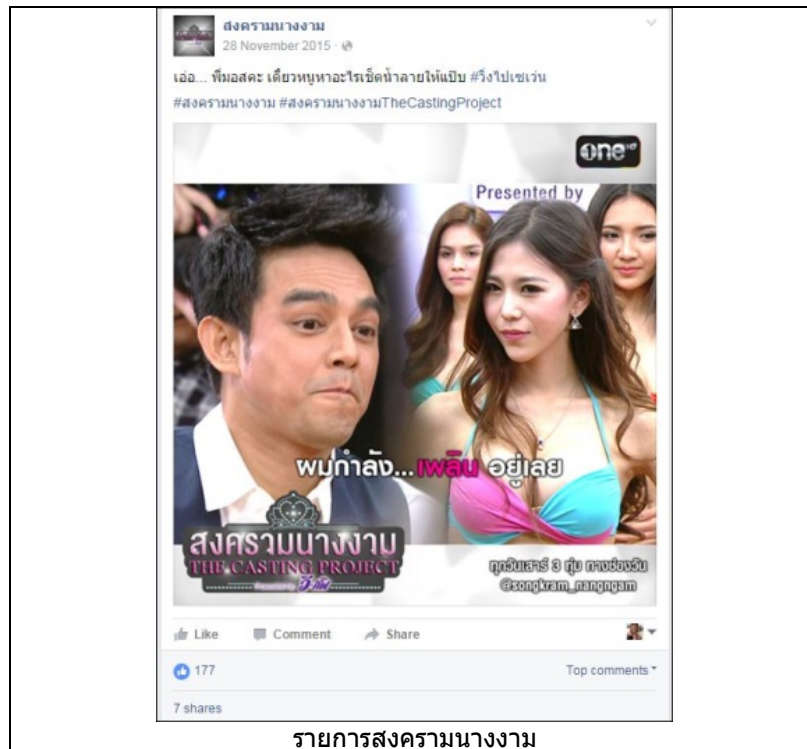 สงครามนางงาม
28 November 2015
เอ่อ... พี่มอสคะ เดี๋ยวหนูหาอะไรเช็ดน้ำลายให้แป๊บ #วิ่งไปเซเว่น
#สงครามนางงาม #สงครามนางงามTheCastingProject
one HD
Presented by
ผมกำลัง...เพลิน อยู่เลย
สงครามนางงาม
THE CASTING PROJECT
ทุกวันเสาร์ 3 ทุ่ม ทางช่องวัน
@songkram_nangngam
Like Comment Share
177 Top comments
7 shares
รายการสงครามนางงาม